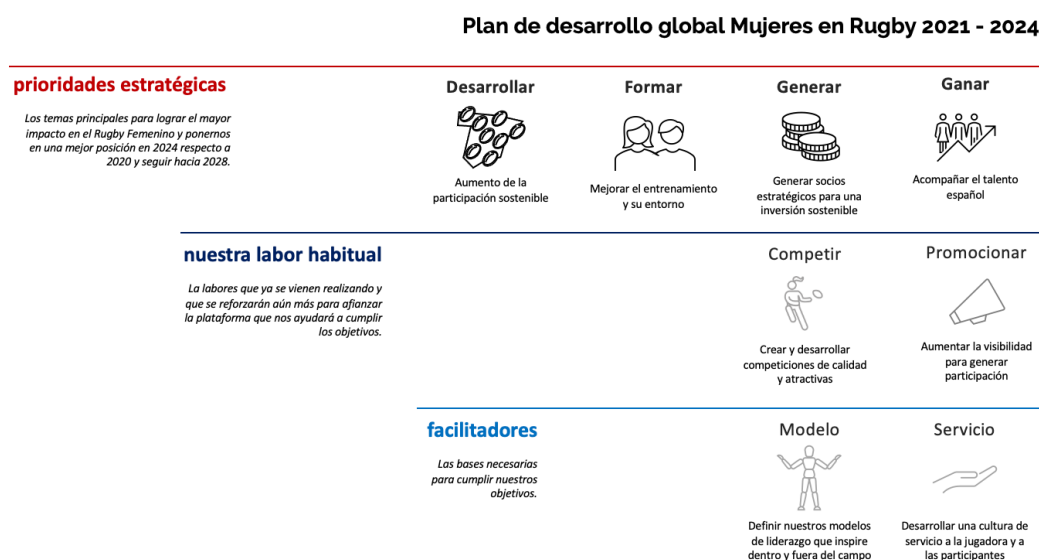 Plan de desarrollo global Mujeres en Rugby 2021 - 2024
prioridades estratégicas
Los temas principales para lograr el mayor
impacto en el Rugby Femenino y ponernos
en una mejor posición en 2024 respecto a
2020 y seguir hacia 2028.
Desarrollar
Aumento de la
participación sostenible
Formar
Mejorar el entrenamiento
y su entorno
Generar
Generar socios
estratégicos para una
inversión sostenible
Ganar
Acompañar el talento
español
nuestra labor habitual
La labores que ya se vienen realizando y
que se reforzarán aún más para afianzar
la plataforma que nos ayudará a cumplir
los objetivos.
Competir
Crear y desarrollar
competiciones de calidad
y atractivas
Promocionar
Aumentar la visibilidad
para generar
participación
facilitadores
Las bases necesarias
para cumplir nuestros
objetivos.
Modelo
Definir nuestros modelos
de liderazgo que inspire
dentro y fuera del campo
Servicio
Desarrollar una cultura de
servicio a la jugadora y a
las participantes